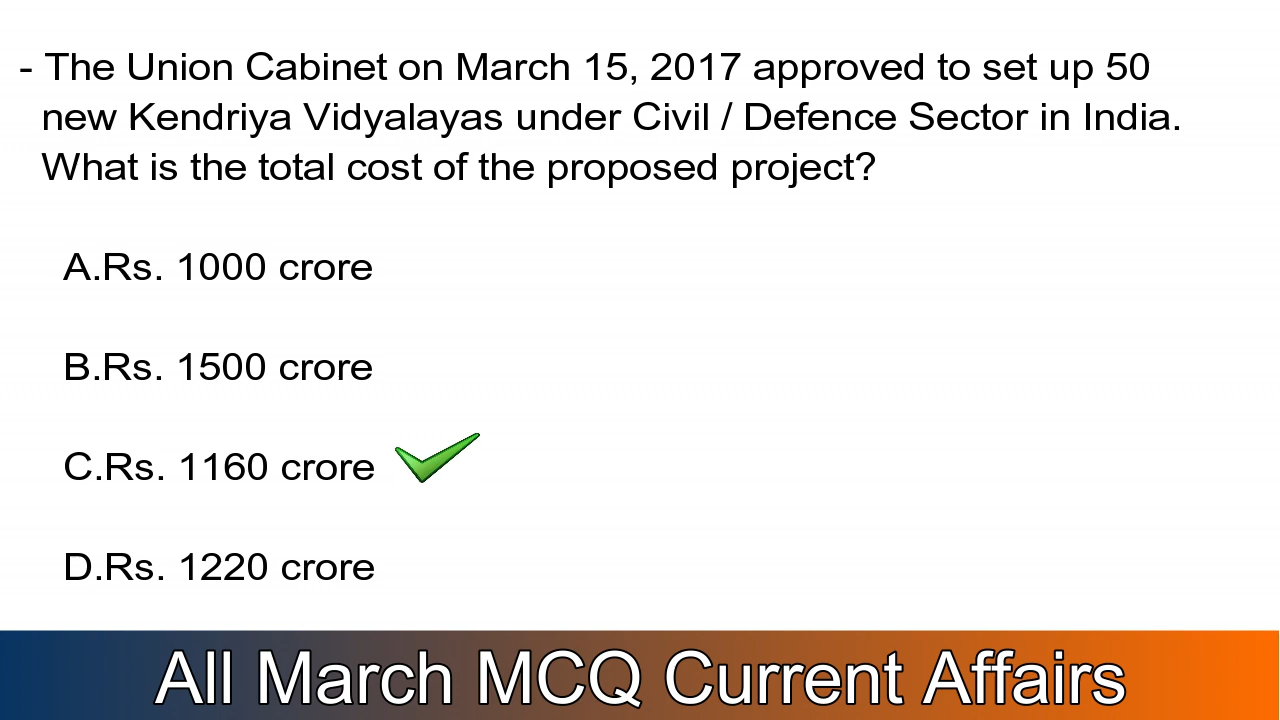 - The Union Cabinet on March 15, 2017 approved to set up 50
new Kendriya Vidyalayas under Civil / Defence Sector in India.
What is the total cost of the proposed project?
A.Rs. 1000 crore
B.Rs. 1500 crore
C.Rs. 1160 crore
D.Rs. 1220 crore
All March MCQ Current Affairs